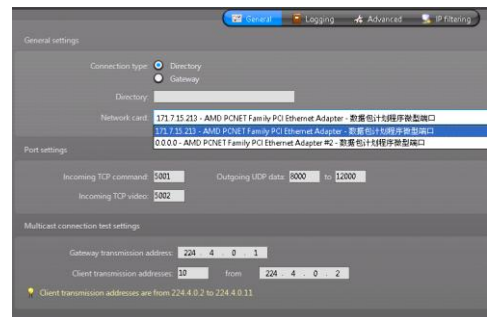 General Logging Advanced IP filtering
General settings
Connection type: Directory
Gateway
Directory:
Network card: 171.7.15.213 - AMD PCNET Family PCI Ethernet Adapter - 数据包计划程序微型端口
171.7.15.213 - AMD PCNET Family PCI Ethernet Adapter - 数据包计划程序微型端口
0.0.0.0 - AMD PCNET Family PCI Ethernet Adapter #2 - 数据包计划程序微型端口
Port settings
Incoming TCP command: 5001 Outgoing UDP data: 8000 to 12000
Incoming TCP video: 5002
Multicast connection test settings
Gateway transmission address: 224 . 4 . 0 . 1
Client transmission addresses: 10 from 224 . 4 . 0 . 2
Client transmission addresses are from 224.4.0.2 to 224.4.0.11